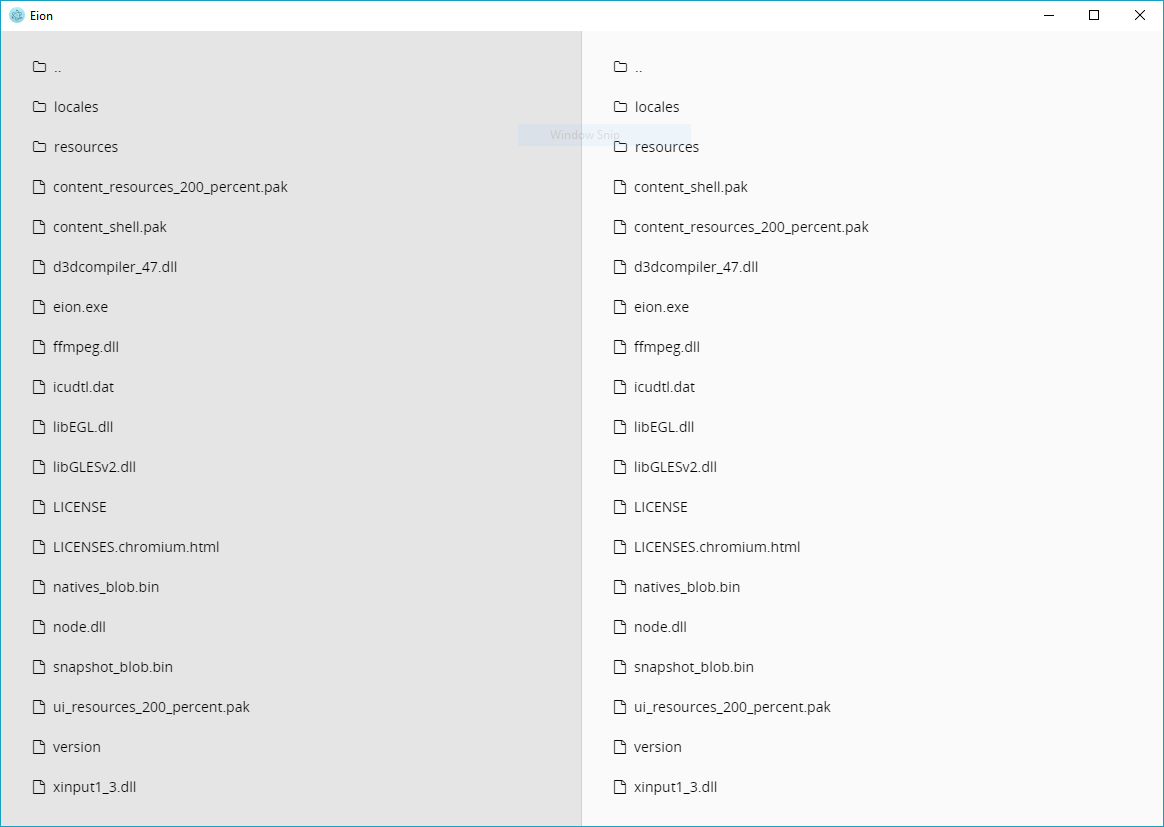 Eion
..
locales
resources
content_resources_200_percent.pak
content_shell.pak
d3dcompiler_47.dll
eion.exe
ffmpeg.dll
icudtl.dat
libEGL.dll
libGLESv2.dll
LICENSE
LICENSES.chromium.html
natives_blob.bin
node.dll
snapshot_blob.bin
ui_resources_200_percent.pak
version
xinput1_3.dll
..
locales
Window Snip
resources
content_shell.pak
content_resources_200_percent.pak
d3dcompiler_47.dll
eion.exe
ffmpeg.dll
icudtl.dat
libEGL.dll
libGLESv2.dll
LICENSE
LICENSES.chromium.html
natives_blob.bin
node.dll
snapshot_blob.bin
ui_resources_200_percent.pak
version
xinput1_3.dll